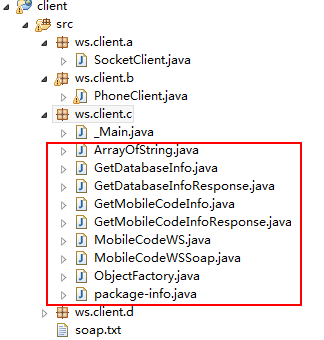 client
src
ws.client.a
SocketClient.java
ws.client.b
PhoneClient.java
ws.client.c
_Main.java
ArrayOfString.java
GetDatabaseInfo.java
GetDatabaseInfoResponse.java
GetMobileCodeInfo.java
GetMobileCodeInfoResponse.java
MobileCodeWS.java
MobileCodeWSSoap.java
ObjectFactory.java
package-info.java
ws.client.d
soap.txt